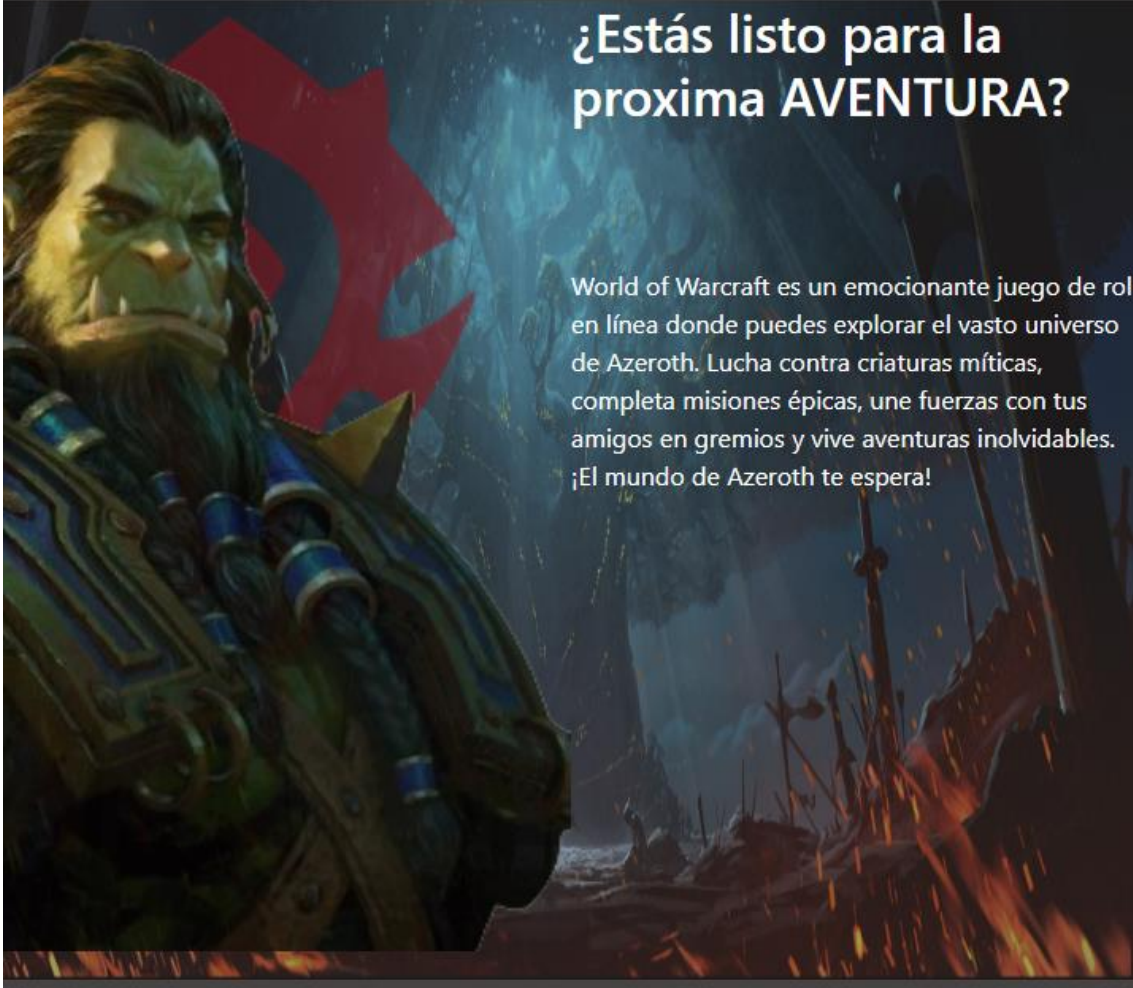 ¿Estás listo para la
proxima AVENTURA?
World of Warcraft es un emocionante juego de rol
en línea donde puedes explorar el vasto universo
de Azeroth. Lucha contra criaturas míticas,
completa misiones épicas, une fuerzas con tus
amigos en gremios y vive aventuras inolvidables.
¡El mundo de Azeroth te espera!